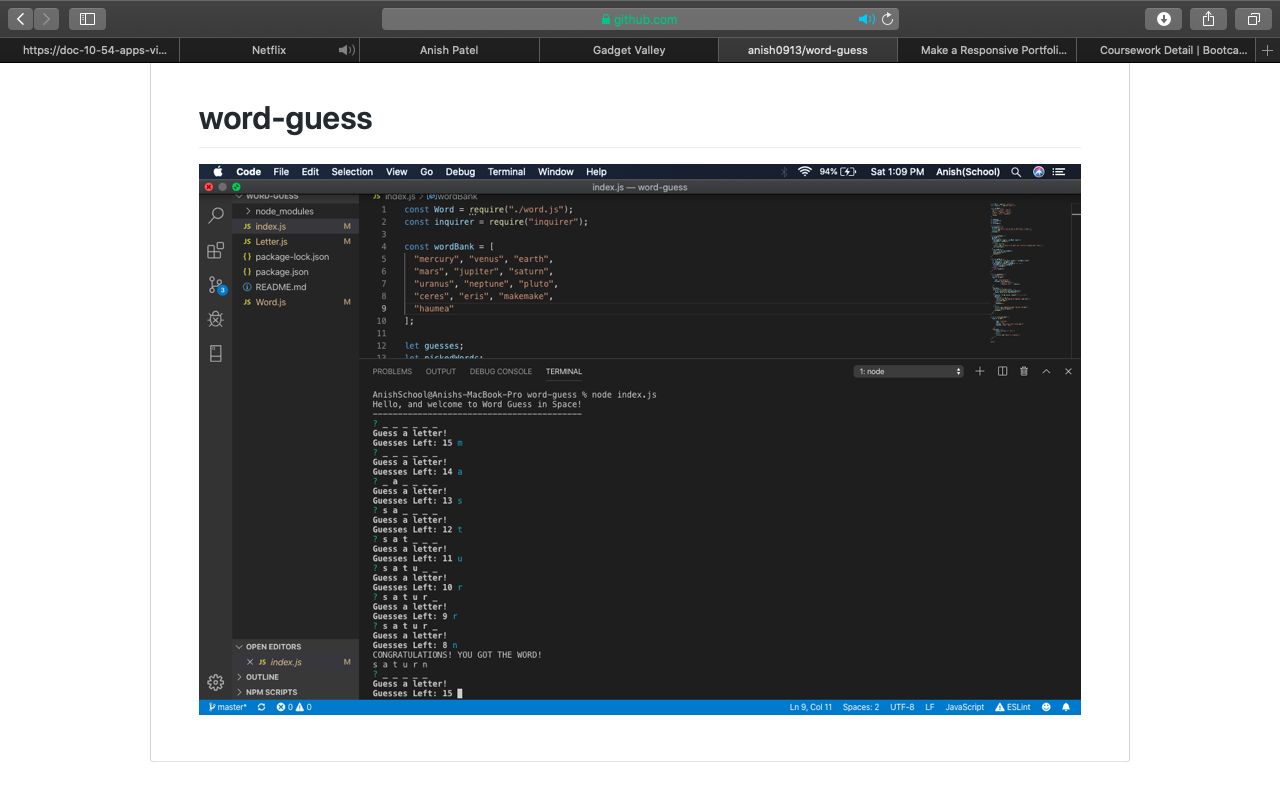 github.com
https://doc-10-54-apps-vi... Netflix Anish Patel Gadget Valley anish0913/word-guess Make a Responsive Portfoli... Coursework Detail | Bootca...
word-guess
Code File Edit Selection View Go Debug Terminal Window Help 94% Sat 1:09 PM Anish(School)
index.js — word-guess
WORD-GUESS
node_modules
JS index.js M
JS Letter.js M
{} package-lock.json
{} package.json
README.md
JS Word.js M
OPEN EDITORS
JS index.js M
OUTLINE
NPM SCRIPTS
JS index.js > wordBank
1 const Word = require("./word.js");
2 const inquirer = require("inquirer");
3
4 const wordBank = [
5 "mercury", "venus", "earth",
6 "mars", "jupiter", "saturn",
7 "uranus", "neptune", "pluto",
8 "ceres", "eris", "makemake",
9 "haumea"
10 ];
11
12 let guesses;
13 let pickedWords;
PROBLEMS OUTPUT DEBUG CONSOLE TERMINAL 1: node
AnishSchool@Anishs-MacBook-Pro word-guess % node index.js
Hello, and welcome to Word Guess in Space!
------------------------------------------
? _ _ _ _ _ _
Guess a letter!
Guesses Left: 15 m
? _ _ _ _ _ _
Guess a letter!
Guesses Left: 14 a
? _ a _ _ _ _
Guess a letter!
Guesses Left: 13 s
? s a _ _ _ _
Guess a letter!
Guesses Left: 12 t
? s a t _ _ _
Guess a letter!
Guesses Left: 11 u
? s a t u _ _
Guess a letter!
Guesses Left: 10 r
? s a t u r _
Guess a letter!
Guesses Left: 9 r
? s a t u r _
Guess a letter!
Guesses Left: 8 n
CONGRATULATIONS! YOU GOT THE WORD!
s a t u r n
? _ _ _ _ _
Guess a letter!
Guesses Left: 15
master* 0 0 Ln 9, Col 11 Spaces: 2 UTF-8 LF JavaScript ESLint